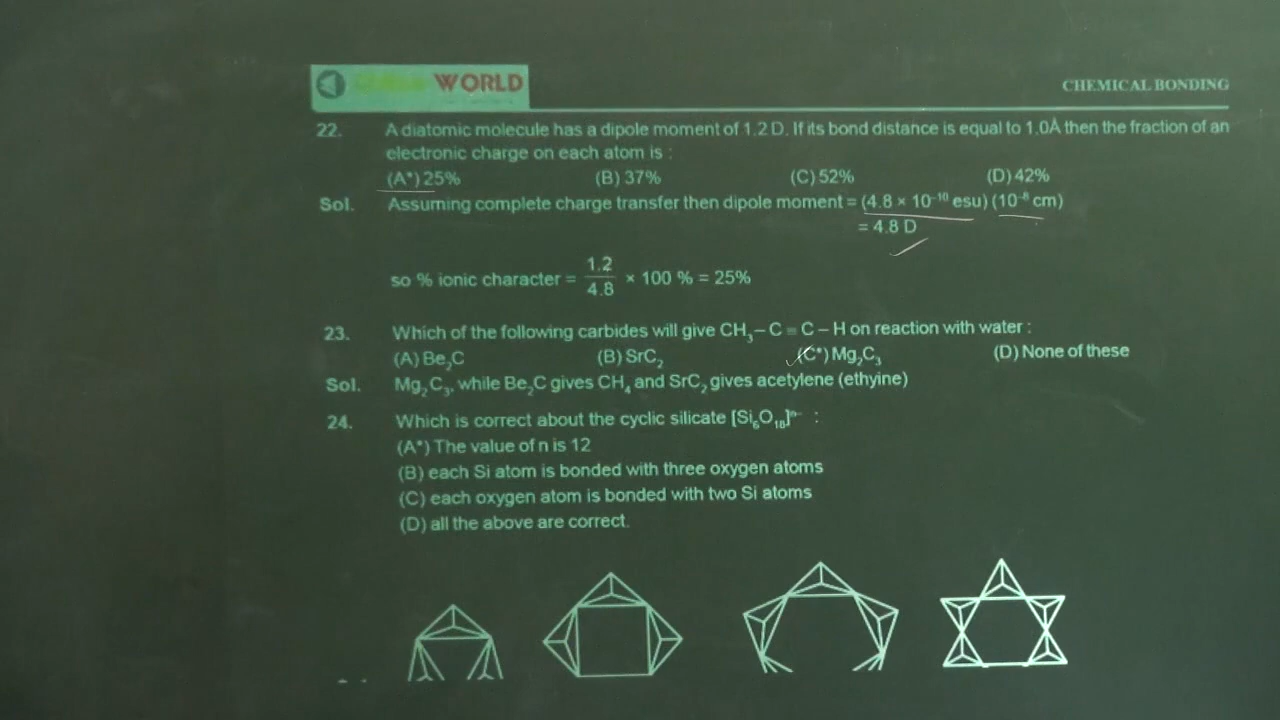 WORLD
CHEMICAL BONDING
22. A diatomic molecule has a dipole moment of 1.2 D. If its bond distance is equal to 1.0Å then the fraction of an
electronic charge on each atom is :
(A*) 25% (B) 37% (C) 52% (D) 42%
Sol. Assuming complete charge transfer then dipole moment = (4.8 × 10⁻¹⁰ esu) (10⁻⁸ cm)
= 4.8 D
so % ionic character = 1.2/4.8 × 100 % = 25%
23. Which of the following carbides will give CH₃–C≡C–H on reaction with water :
(A) Be₂C (B) SrC₂ (C*) Mg₂C₃ (D) None of these
Sol. Mg₂C₃, while Be₂C gives CH₄ and SrC₂ gives acetylene (ethyine)
24. Which is correct about the cyclic silicate [Si₆O₁₈]ⁿ⁻ :
(A*) The value of n is 12
(B) each Si atom is bonded with three oxygen atoms
(C) each oxygen atom is bonded with two Si atoms
(D) all the above are correct.